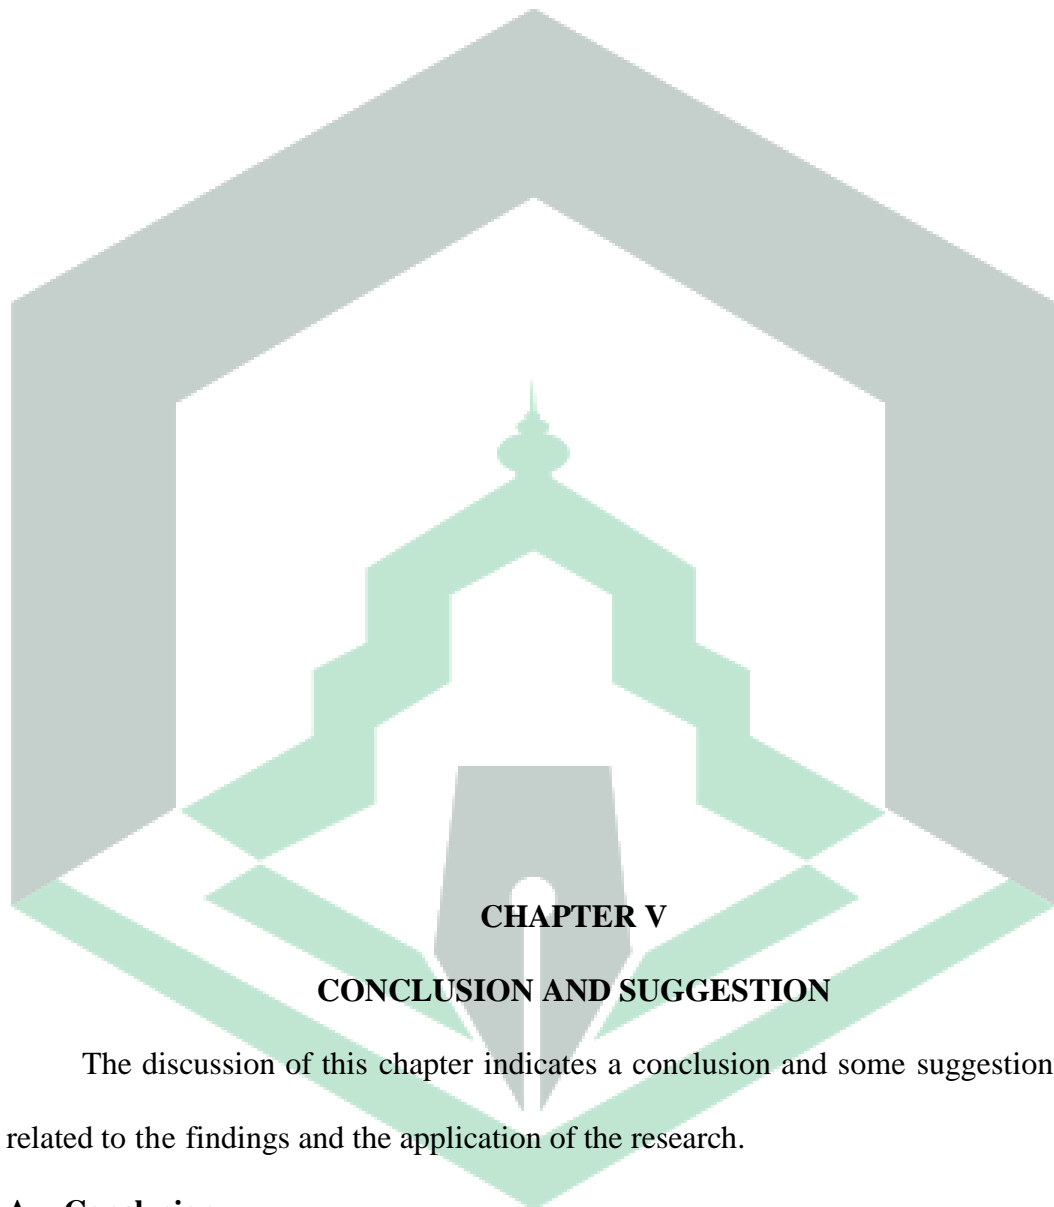 CHAPTER V
CONCLUSION AND SUGGESTION
The discussion of this chapter indicates a conclusion and some suggestion
related to the findings and the application of the research.
A. Conclusion